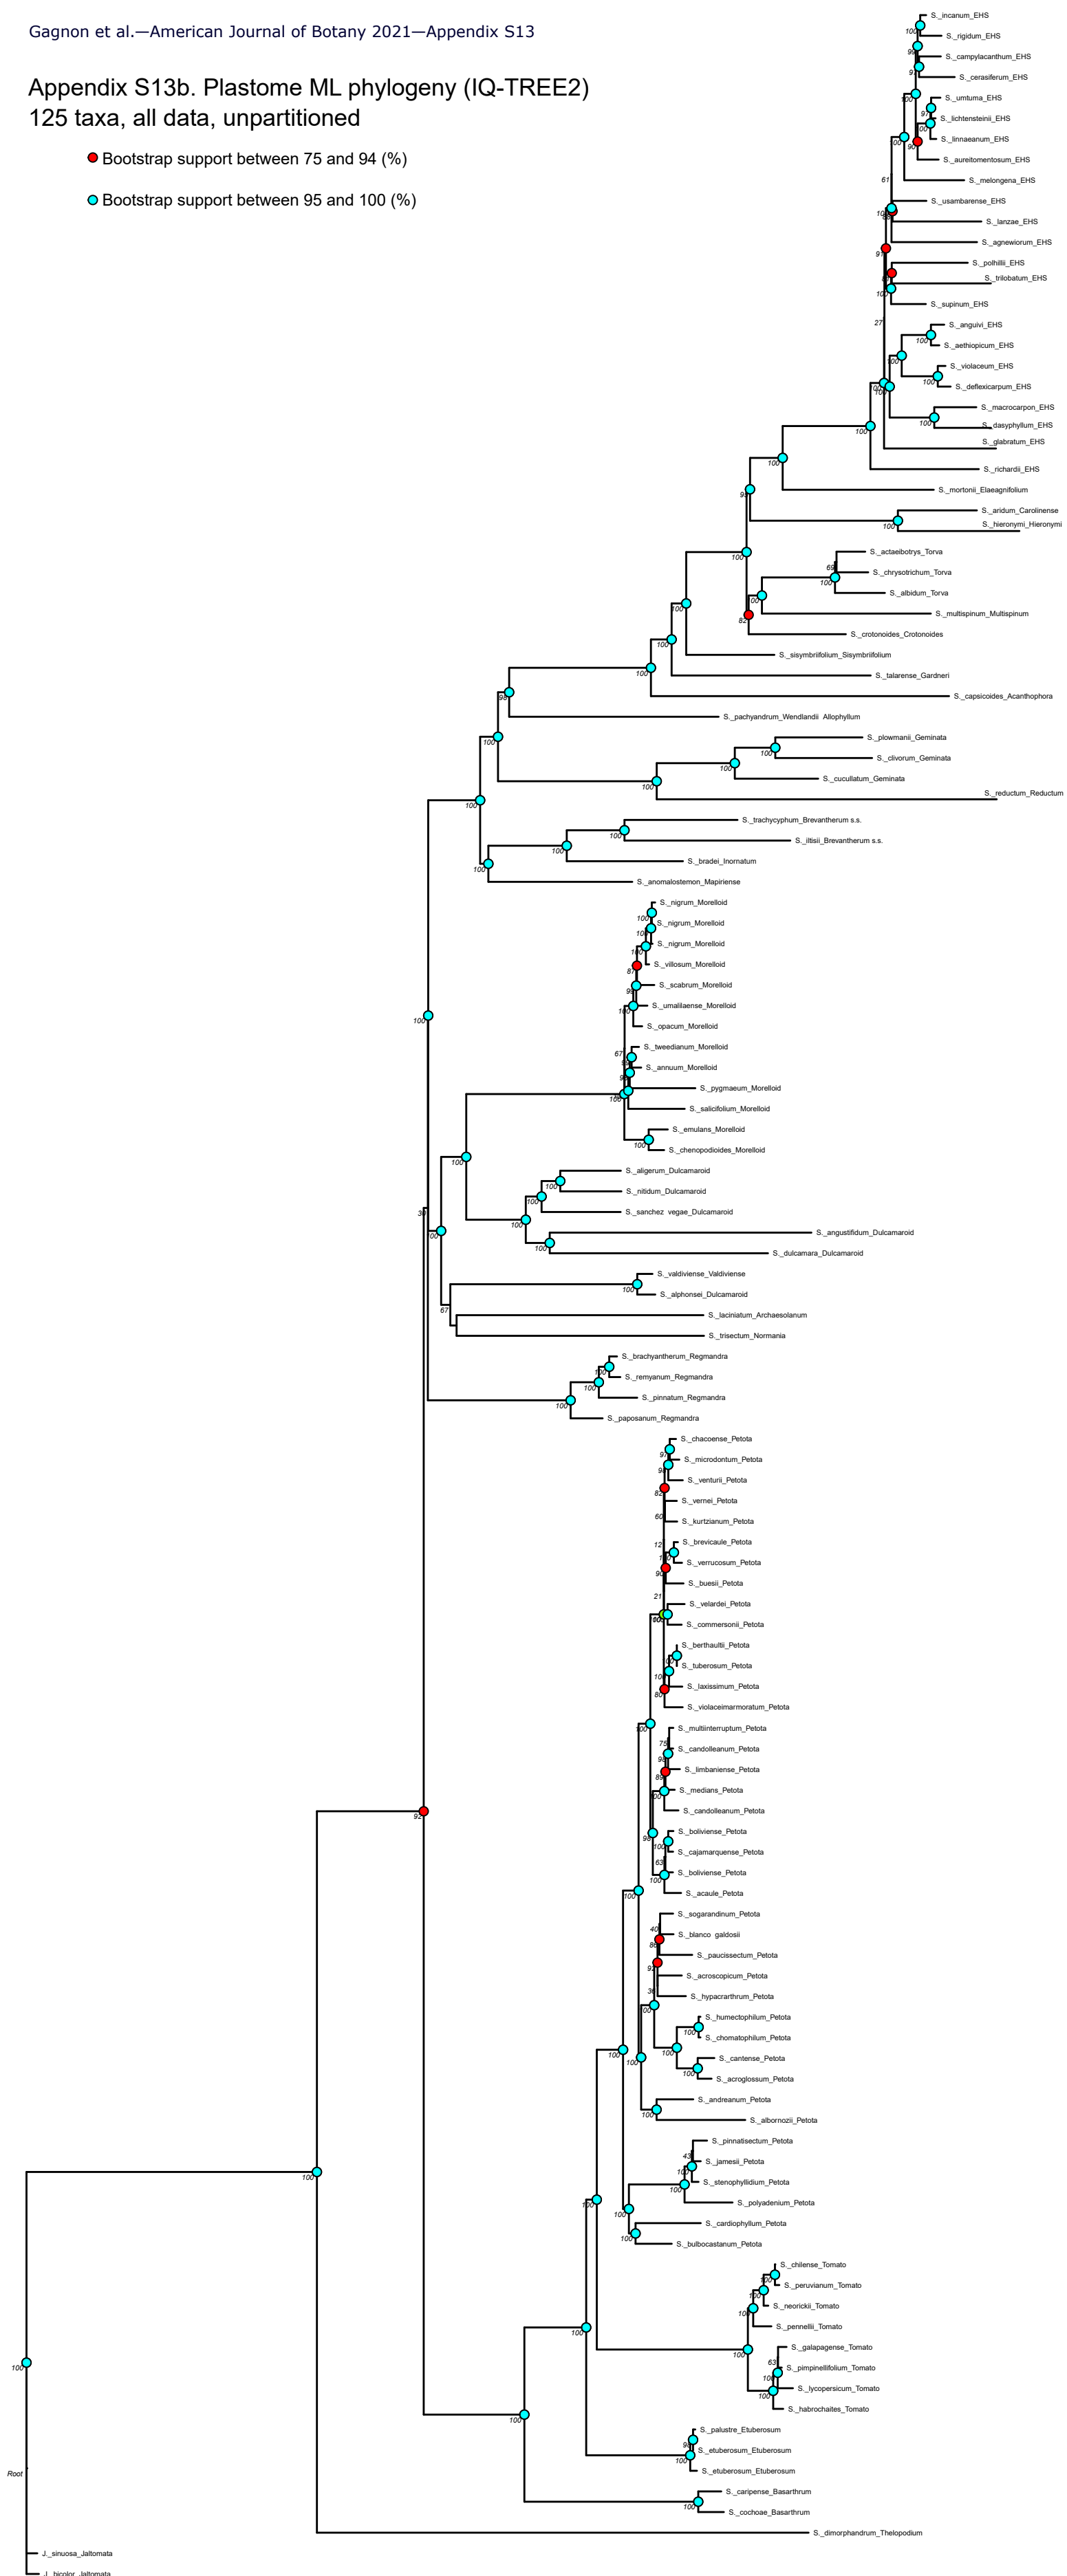 Gagnon et al.—American Journal of Botany 2021—Appendix S13
Appendix S13b. Plastome ML phylogeny (IQ-TREE2)
125 taxa, all data, unpartitioned
Bootstrap support between 75 and 94 (%)
Bootstrap support between 95 and 100 (%)
S._incanum_EHS
S._rigidum_EHS
S._campylacanthum_EHS
S._cerasiferum_EHS
S._umtuma_EHS
S._lichtensteinii_EHS
S._linnaeanum_EHS
S._aureitomentosum_EHS
S._melongena_EHS
S._usambarense_EHS
S._lanzae_EHS
S._agnewiorum_EHS
S._polhillii_EHS
S._trilobatum_EHS
S._supinum_EHS
S._anguivi_EHS
S._aethiopicum_EHS
S._violaceum_EHS
S._deflexicarpum_EHS
S._macrocarpon_EHS
S._dasyphyllum_EHS
S._glabratum_EHS
S._richardii_EHS
S._mortonii_Elaeagnifolium
S._aridum_Carolinense
S._hieronymi_Hieronymi
S._actaeibotrys_Torva
S._chrysotrichum_Torva
S._albidum_Torva
S._multispinum_Multispinum
S._crotonoides_Crotonoides
S._sisymbriifolium_Sisymbriifolium
S._talarense_Gardneri
S._capsicoides_Acanthophora
S._pachyandrum_Wendlandii Allophyllum
S._plowmanii_Geminata
S._clivorum_Geminata
S._cucullatum_Geminata
S._reductum_Reductum
S._trachycyphum_Brevantherum s.s.
S._iltisii_Brevantherum s.s.
S._bradei_Inornatum
S._anomalostemon_Mapiriense
S._nigrum_Morelloid
S._nigrum_Morelloid
S._nigrum_Morelloid
S._villosum_Morelloid
S._scabrum_Morelloid
S._umalilaense_Morelloid
S._opacum_Morelloid
S._tweedianum_Morelloid
S._annuum_Morelloid
S._pygmaeum_Morelloid
S._salicifolium_Morelloid
S._emulans_Morelloid
S._chenopodioides_Morelloid
S._aligerum_Dulcamaroid
S._nitidum_Dulcamaroid
S._sanchez vegae_Dulcamaroid
S._angustifidum_Dulcamaroid
S._dulcamara_Dulcamaroid
S._valdiviense_Valdiviense
S._alphonsei_Dulcamaroid
S._laciniatum_Archaesolanum
S._trisectum_Normania
S._brachyantherum_Regmandra
S._remyanum_Regmandra
S._pinnatum_Regmandra
S._paposanum_Regmandra
S._chacoense_Petota
S._microdontum_Petota
S._venturii_Petota
S._vernei_Petota
S._kurtzianum_Petota
S._brevicaule_Petota
S._verrucosum_Petota
S._buesii_Petota
S._velardei_Petota
S._commersonii_Petota
S._berthaultii_Petota
S._tuberosum_Petota
S._laxissimum_Petota
S._violaceimarmoratum_Petota
S._multiinterruptum_Petota
S._candolleanum_Petota
S._limbaniense_Petota
S._medians_Petota
S._candolleanum_Petota
S._boliviense_Petota
S._cajamarquense_Petota
S._boliviense_Petota
S._acaule_Petota
S._sogarandinum_Petota
S._blanco galdosii
S._paucissectum_Petota
S._acroscopicum_Petota
S._hypacrarthrum_Petota
S._humectophilum_Petota
S._chomatophilum_Petota
S._cantense_Petota
S._acroglossum_Petota
S._andreanum_Petota
S._albornozii_Petota
S._pinnatisectum_Petota
S._jamesii_Petota
S._stenophyllidium_Petota
S._polyadenium_Petota
S._cardiophyllum_Petota
S._bulbocastanum_Petota
S._chilense_Tomato
S._peruvianum_Tomato
S._neorickii_Tomato
S._pennellii_Tomato
S._galapagense_Tomato
S._pimpinellifolium_Tomato
S._lycopersicum_Tomato
S._habrochaites_Tomato
S._palustre_Etuberosum
S._etuberosum_Etuberosum
S._etuberosum_Etuberosum
S._caripense_Basarthrum
S._cochoae_Basarthrum
S._dimorphandrum_Thelopodium
Root
J._sinuosa_Jaltomata
J._bicolor_Jaltomata